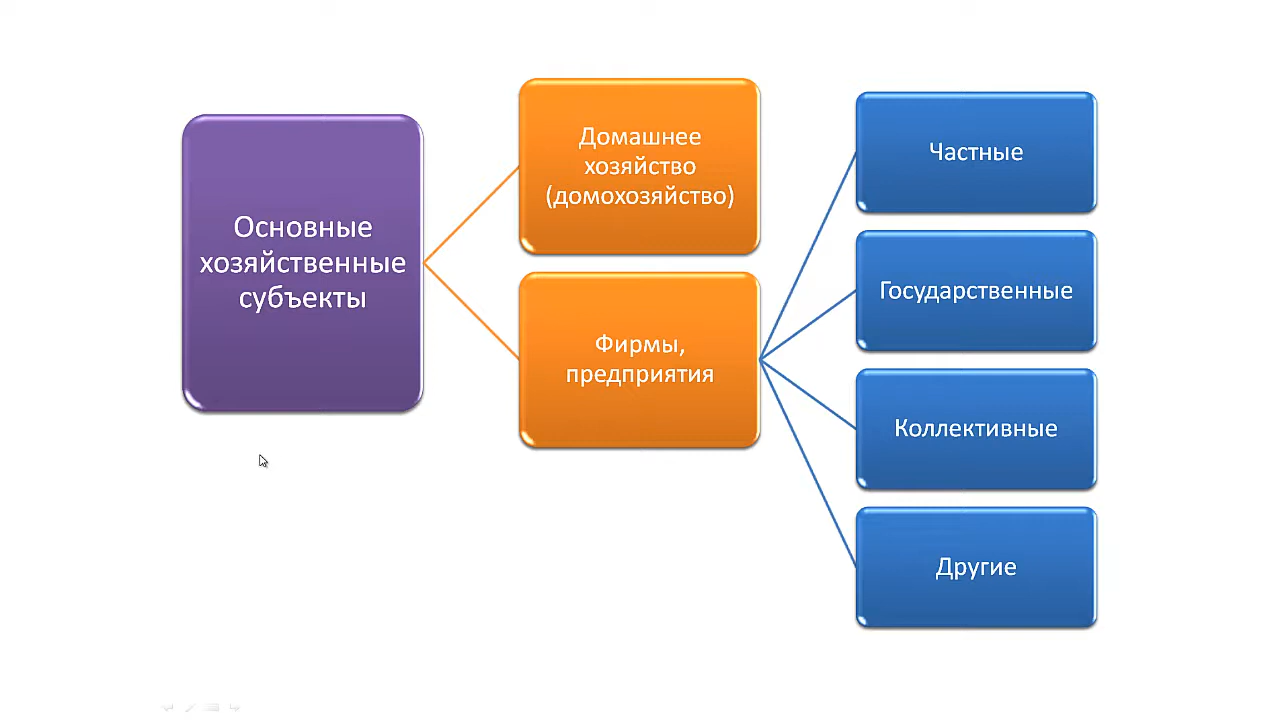 Основные
хозяйственные
субъекты
Домашнее
хозяйство
(домохозяйство)
Фирмы,
предприятия
Частные
Государственные
Коллективные
Другие